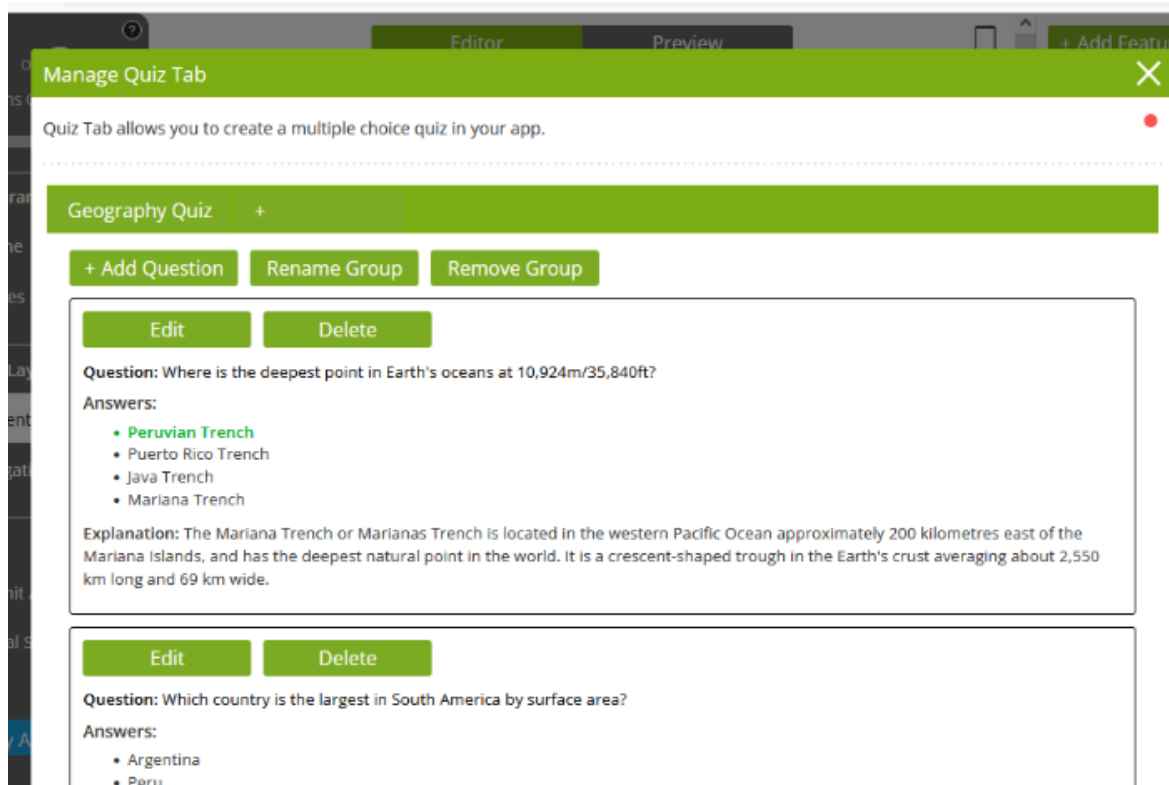 ?
Editor
Preview
+ Add Featu
Manage Quiz Tab
Quiz Tab allows you to create a multiple choice quiz in your app.
Geography Quiz +
+ Add Question
Rename Group
Remove Group
Edit
Delete
Question: Where is the deepest point in Earth's oceans at 10,924m/35,840ft?
Answers:
• Peruvian Trench
• Puerto Rico Trench
• Java Trench
• Mariana Trench
Explanation: The Mariana Trench or Marianas Trench is located in the western Pacific Ocean approximately 200 kilometres east of the
Mariana Islands, and has the deepest natural point in the world. It is a crescent-shaped trough in the Earth's crust averaging about 2,550
km long and 69 km wide.
Edit
Delete
Question: Which country is the largest in South America by surface area?
Answers:
• Argentina
• Peru